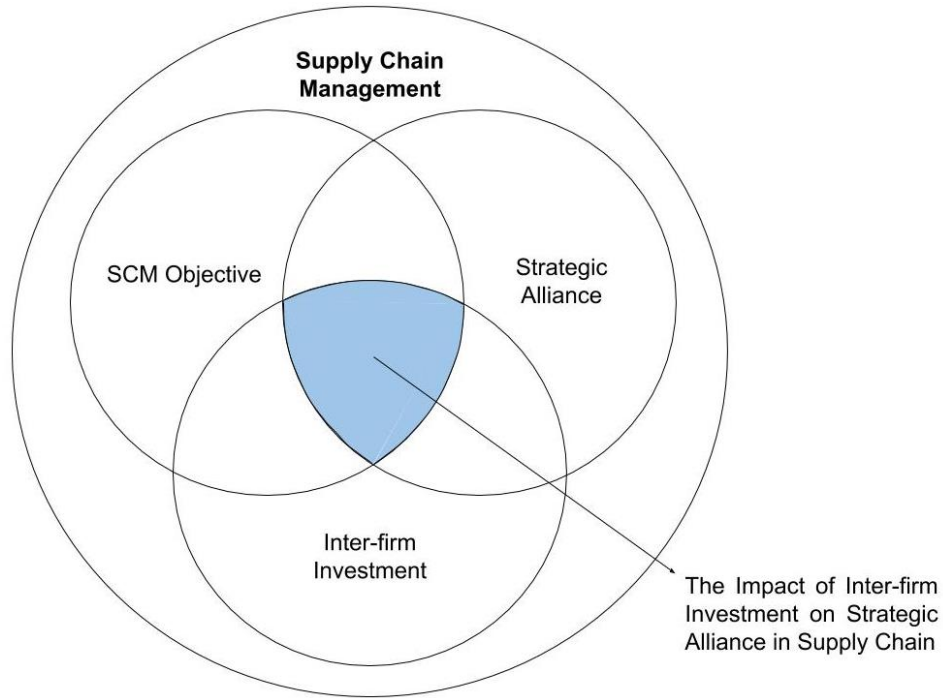 Supply Chain
Management
SCM Objective
Strategic
Alliance
Inter-firm
Investment
The Impact of Inter-firm
Investment on Strategic
Alliance in Supply Chain